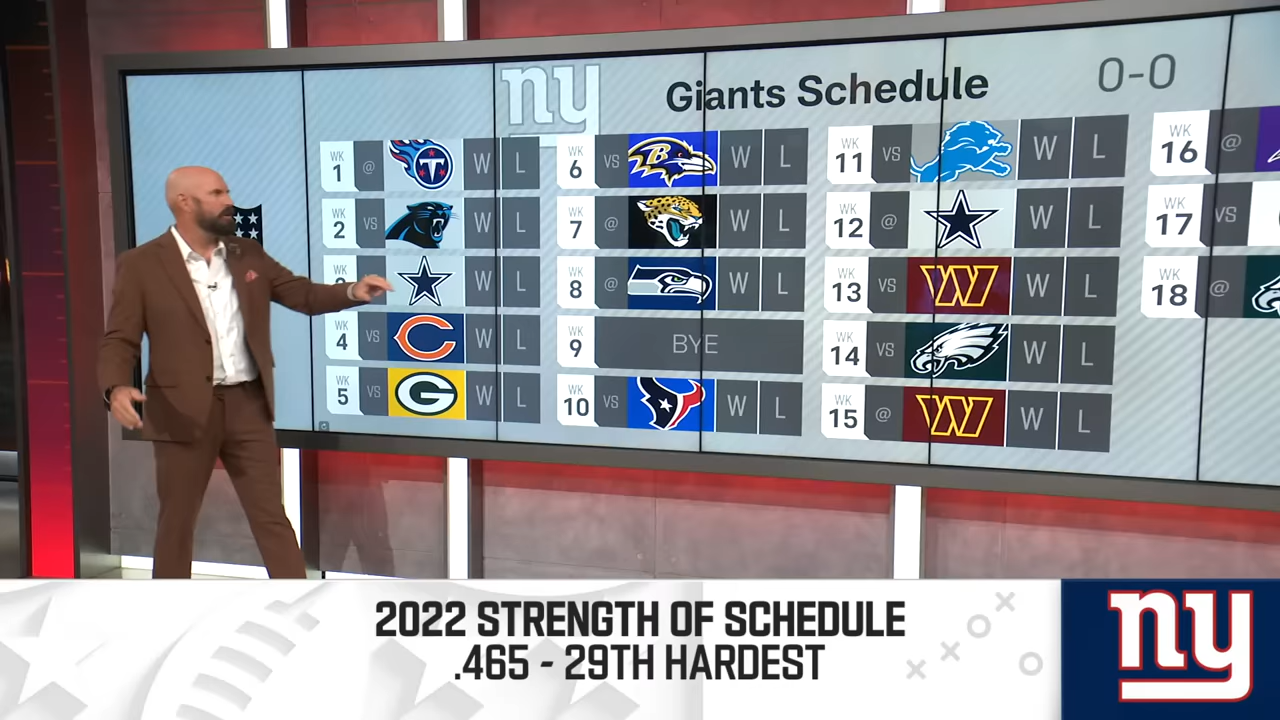 ny
Giants Schedule
0-0
WK 1 @ T W L
WK 2 VS W L
W L
WK 4 VS C W L
WK 5 VS G W L
WK 6 VS B W L
WK 7 @ W L
WK 8 @ W L
WK 9 BYE
WK 10 VS W L
WK 11 VS W L
WK 12 @ W L
WK 13 VS W W L
WK 14 VS W L
WK 15 @ W W L
WK 16 @
WK 17 VS
WK 18 @
2022 STRENGTH OF SCHEDULE
.465 - 29TH HARDEST
ny